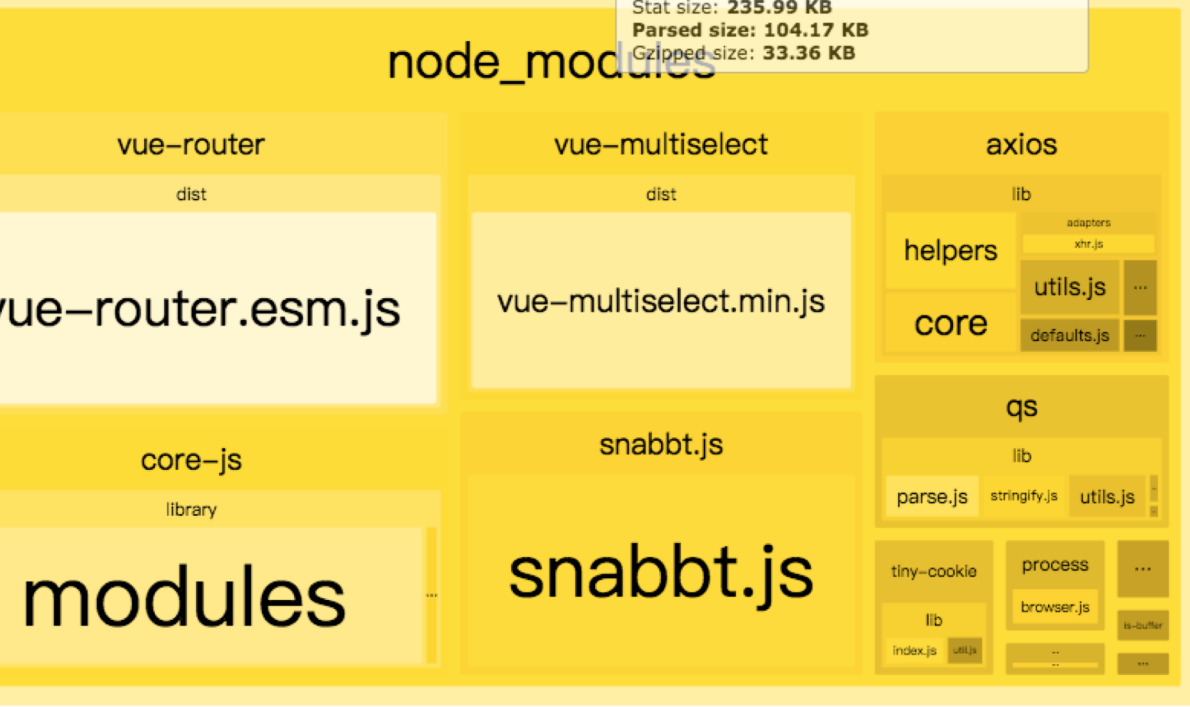 Stat size: 235.99 KB
Parsed size: 104.17 KB
Gzipped size: 33.36 KB
node_modules
vue-router
dist
vue-router.esm.js
core-js
library
modules
...
vue-multiselect
dist
vue-multiselect.min.js
snabbt.js
snabbt.js
axios
lib
helpers
core
adapters
xhr.js
utils.js
...
defaults.js
...
qs
lib
parse.js
stringify.js
utils.js
tiny-cookie
lib
index.js
util.js
process
browser.js
...
is-buffer
...